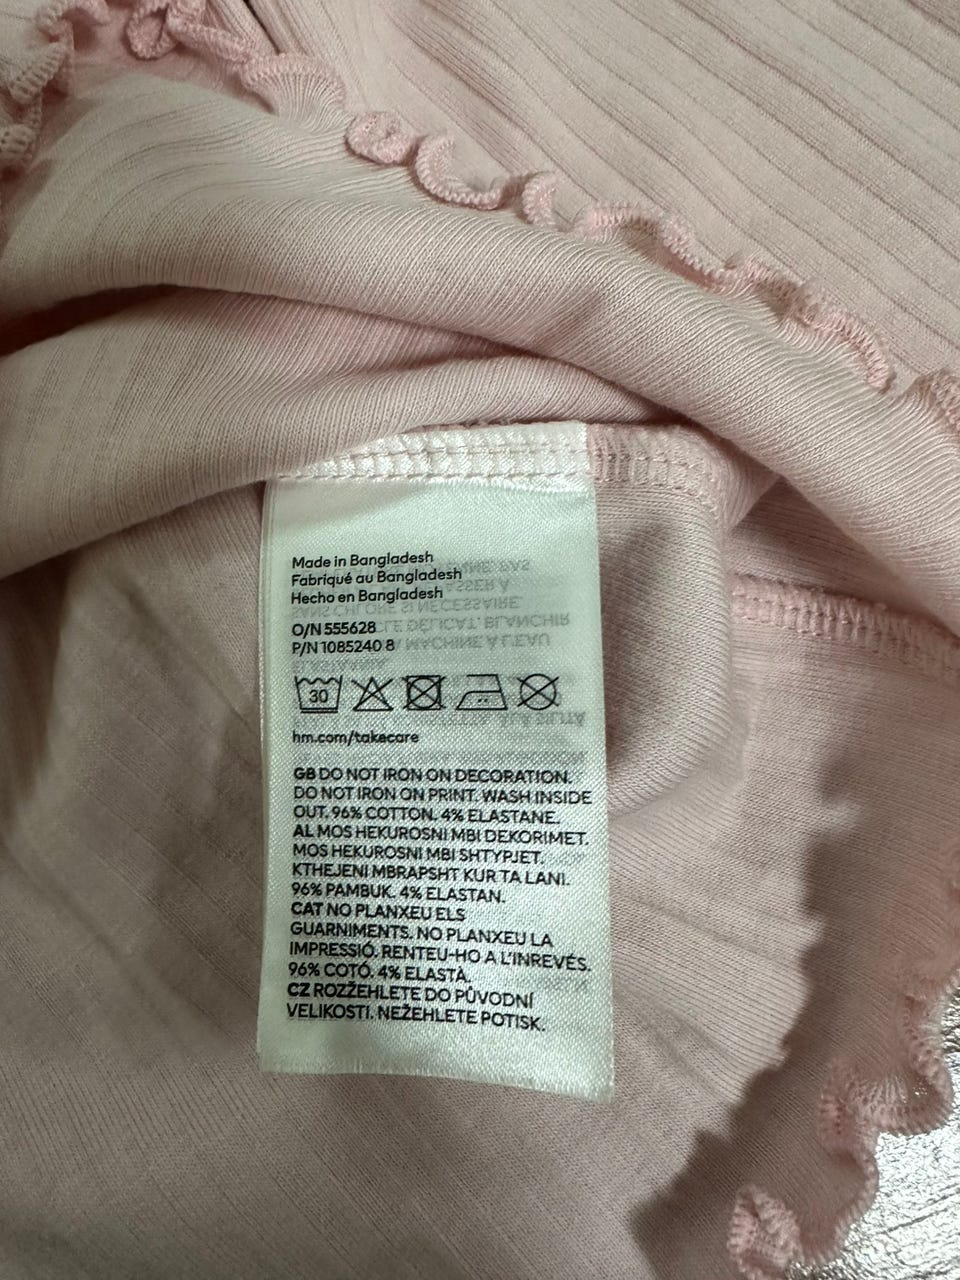 Made in Bangladesh
Fabriqué au Bangladesh
Hecho en Bangladesh
O/N 555628
P/N 1085240 8
30
hm.com/takecare
GB DO NOT IRON ON DECORATION.
DO NOT IRON ON PRINT. WASH INSIDE
OUT. 96% COTTON. 4% ELASTANE.
AL MOS HEKUROSNI MBI DEKORIMET.
MOS HEKUROSNI MBI SHTYPJET.
KTHEJENI MBRAPSHT KUR TA LANI.
96% PAMBUK. 4% ELASTAN.
CAT NO PLANXEU ELS
GUARNIMENTS. NO PLANXEU LA
IMPRESSIÓ. RENTEU-HO A L'INREVÉS.
96% COTÓ. 4% ELASTÀ.
CZ ROZŽEHLETE DO PŮVODNÍ
VELIKOSTI. NEŽEHLETE POTISK.